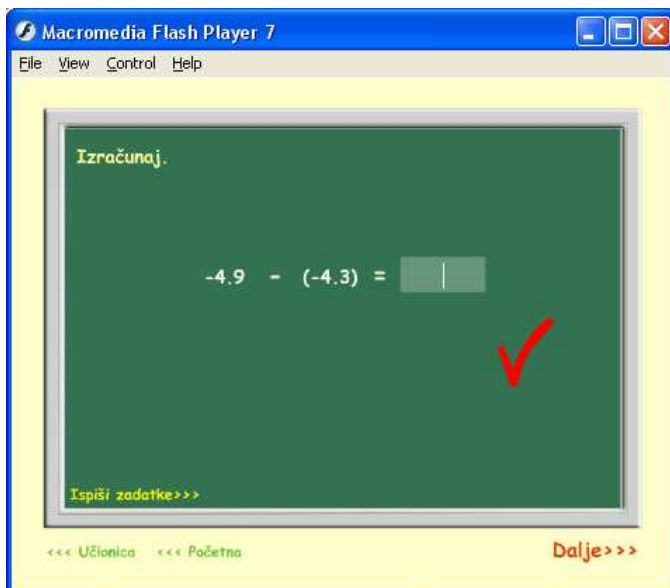 Macromedia Flash Player 7
File View Control Help
Izračunaj.
-4.9 - (-4.3) =
Ispiši zadatke>>>
<<< Učionica <<< Početna
Dalje>>>